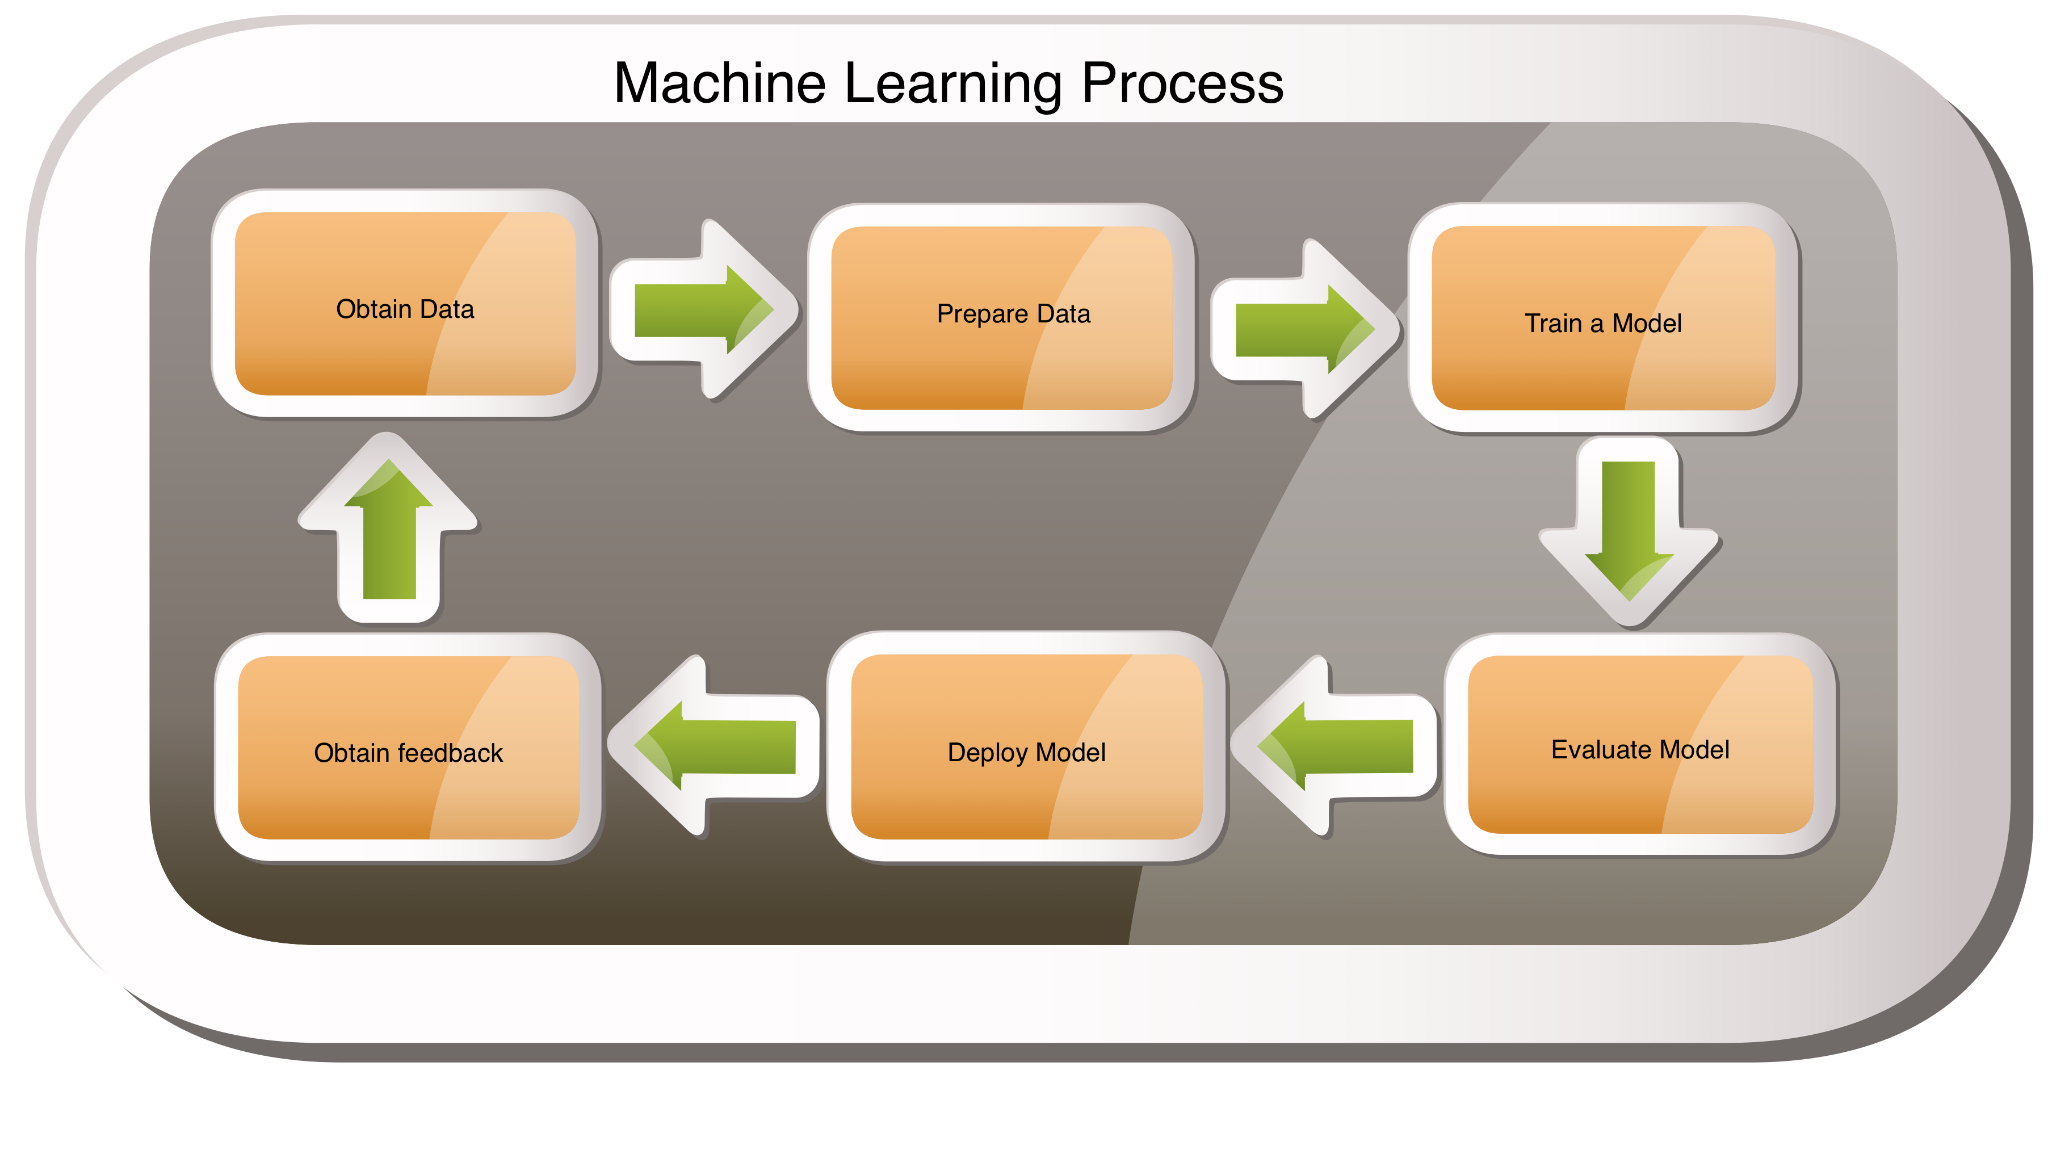 Machine Learning Process
Obtain Data
Prepare Data
Train a Model
Evaluate Model
Deploy Model
Obtain feedback